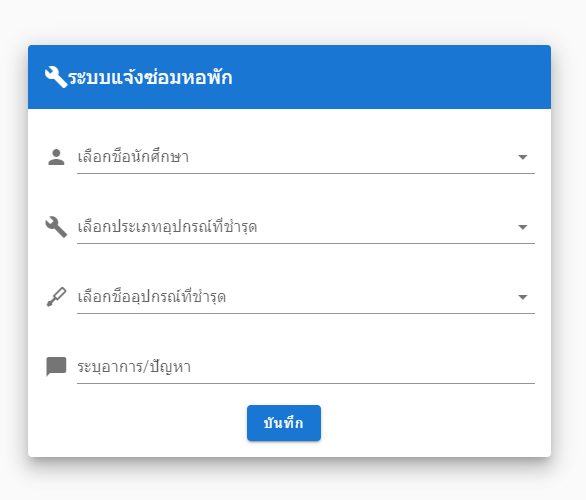 ระบบแจ้งซ่อมหอพัก
เลือกชื่อนักศึกษา
เลือกประเภทอุปกรณ์ที่ชำรุด
เลือกชื่ออุปกรณ์ที่ชำรุด
ระบุอาการ/ปัญหา
บันทึก